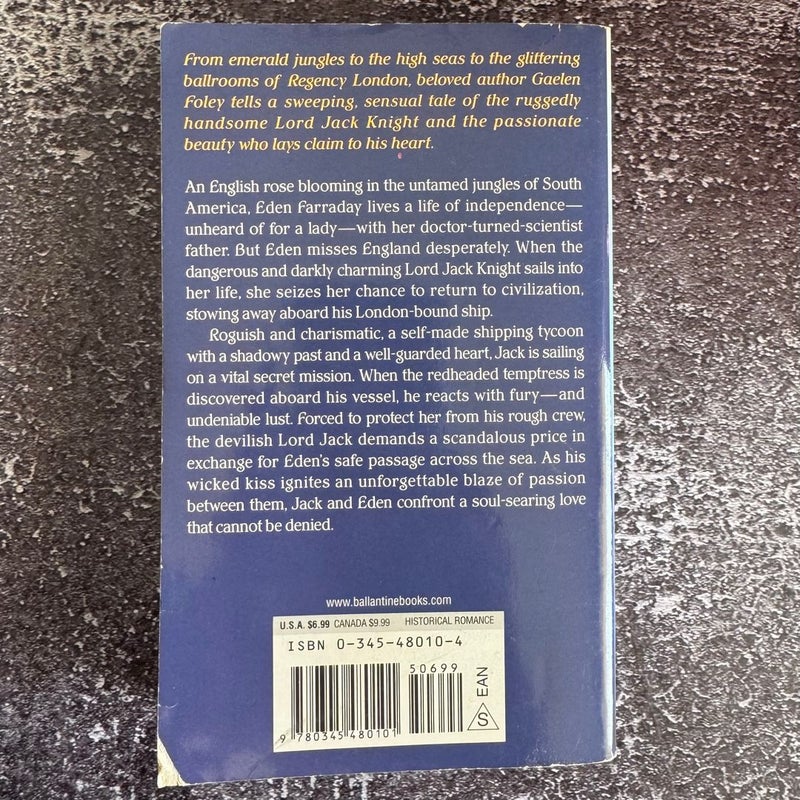 From emerald jungles to the high seas to the glittering
ballrooms of Regency London, beloved author Gaelen
Foley tells a sweeping, sensual tale of the ruggedly
handsome Lord Jack Knight and the passionate
beauty who lays claim to his heart.
An English rose blooming in the untamed jungles of South
America, Eden Farraday lives a life of independence—
unheard of for a lady—with her doctor-turned-scientist
father. But Eden misses England desperately. When the
dangerous and darkly charming Lord Jack Knight sails into
her life, she seizes her chance to return to civilization,
stowing away aboard his London-bound ship.
Roguish and charismatic, a self-made shipping tycoon
with a shadowy past and a well-guarded heart, Jack is sailing
on a vital secret mission. When the redheaded temptress is
discovered aboard his vessel, he reacts with fury—and
undeniable lust. Forced to protect her from his rough crew,
the devilish Lord Jack demands a scandalous price in
exchange for Eden's safe passage across the sea. As his
wicked kiss ignites an unforgettable blaze of passion
between them, Jack and Eden confront a soul-searing love
that cannot be denied.
www.ballantinebooks.com
U.S.A. $6.99 CANADA $9.99 HISTORICAL ROMANCE
ISBN 0-345-48010-4
50699
9 780345 480101
S EAN